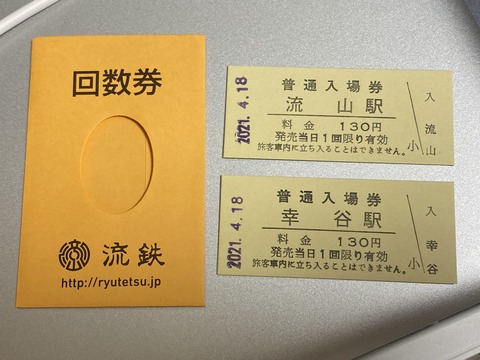 回数券
流鉄
http://ryutetsu.jp
2021.4.18
普通入場券
流山駅
料金 130円
発売当日1回限り有効
旅客車内に立ち入ることはできません。
小
入
流山
2021.4.18
普通入場券
幸谷駅
料金 130円
発売当日1回限り有効
旅客車内に立ち入ることはできません。
小
入
幸谷